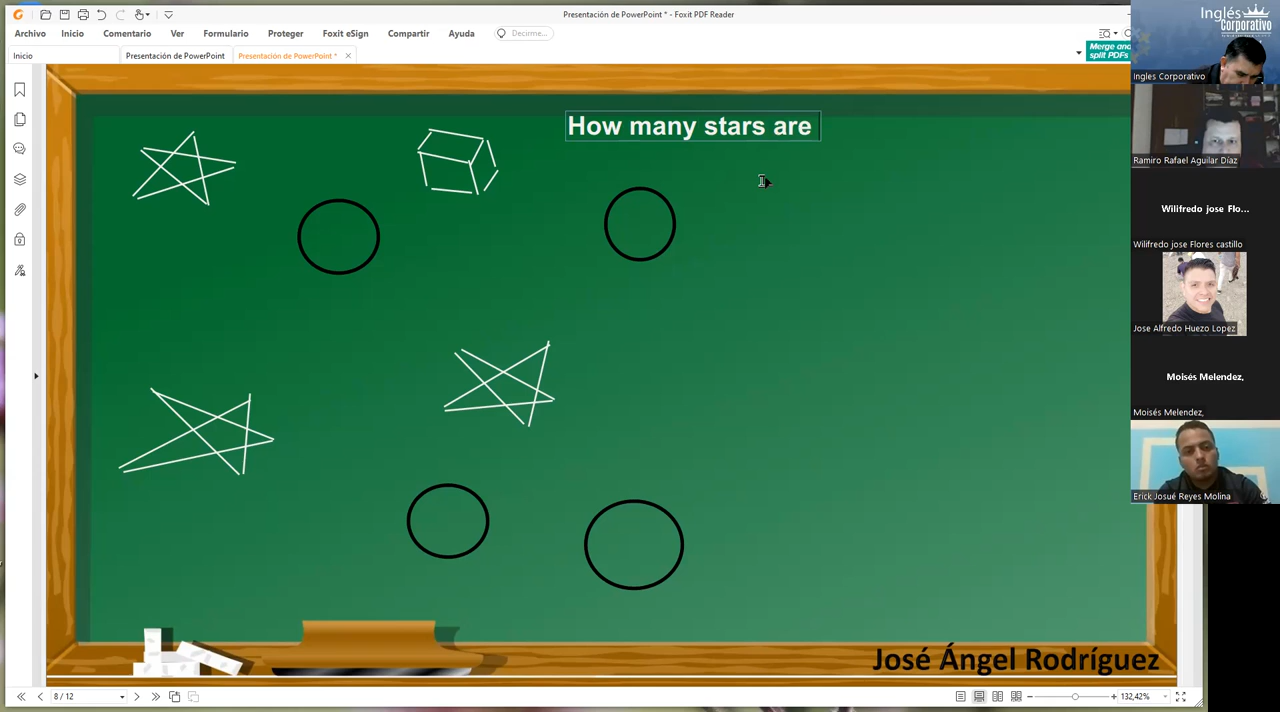 Presentación de PowerPoint * - Foxit PDF Reader
Archivo Inicio Comentario Ver Formulario Proteger Foxit eSign Compartir Ayuda Decirme...
Inicio Presentación de PowerPoint Presentación de PowerPoint *
Merge and
split PDFs
How many stars are
José Ángel Rodríguez
8 / 12
132,42%
Inglés
Corporativo
Ingles Corporativo
Ramiro Rafael Aguilar Díaz
Wilifredo jose Flo...
Wilifredo jose Flores castillo
Jose Alfredo Huezo Lopez
Moisés Melendez,
Moisés Melendez,
Erick Josué Reyes Molina